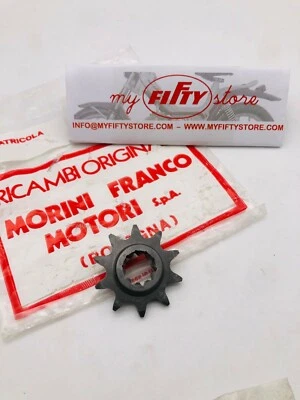 my FIFTY store
INFO@MYFIFTYSTORE.COM – WWW.MYFIFTYSTORE.COM
ATRICOLA
RICAMBI ORIGINA
MORINI FRANCO
MOTORI S.p.A.
(BOLOGNA)